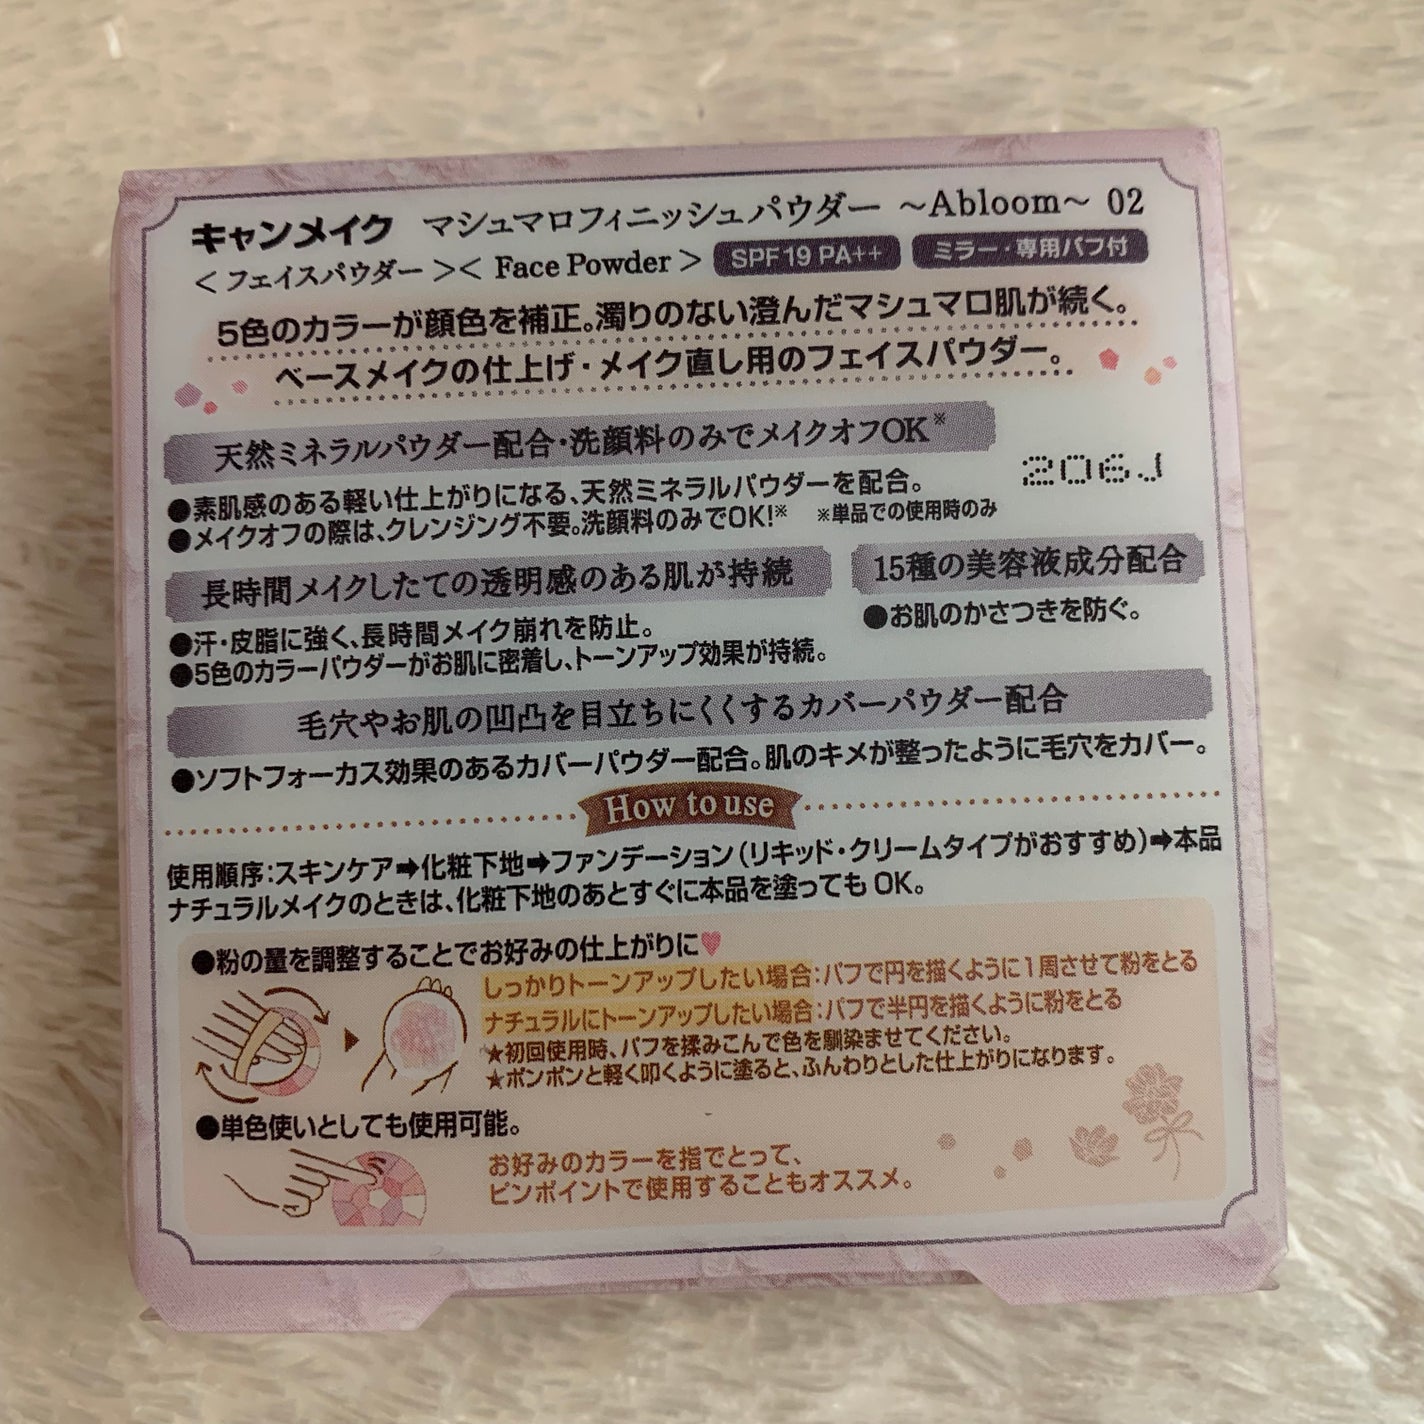 キャンメイク マシュマロフィニッシュパウダー ～Abloom～ 02
＜フェイスパウダー＞＜Face Powder＞ SPF19 PA++ ミラー・専用パフ付
5色のカラーが顔色を補正。濁りのない澄んだマシュマロ肌が続く。
ベースメイクの仕上げ・メイク直し用のフェイスパウダー。
天然ミネラルパウダー配合・洗顔料のみでメイクオフOK※
206J
●素肌感のある軽い仕上がりになる、天然ミネラルパウダーを配合。
●メイクオフの際は、クレンジング不要。洗顔料のみでOK!※ ※単品での使用時のみ
長時間メイクしたての透明感のある肌が持続
●汗・皮脂に強く、長時間メイク崩れを防止。
●5色のカラーパウダーがお肌に密着し、トーンアップ効果が持続。
15種の美容液成分配合
●お肌のかさつきを防ぐ。
毛穴やお肌の凹凸を目立ちにくくするカバーパウダー配合
●ソフトフォーカス効果のあるカバーパウダー配合。肌のキメが整ったように毛穴をカバー。
How to use
使用順序：スキンケア➡化粧下地➡ファンデーション（リキッド・クリームタイプがおすすめ）➡本品
ナチュラルメイクのときは、化粧下地のあとすぐに本品を塗ってもOK。
●粉の量を調整することでお好みの仕上がりに♥
しっかりトーンアップしたい場合：パフで円を描くように1周させて粉をとる
ナチュラルにトーンアップしたい場合：パフで半円を描くように粉をとる
★初回使用時、パフを揉みこんで色を馴染ませてください。
★ポンポンと軽く叩くように塗ると、ふんわりとした仕上がりになります。
●単色使いとしても使用可能。
お好みのカラーを指でとって、
ピンポイントで使用することもオススメ。